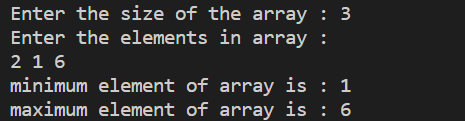 Enter the size of the array : 3
Enter the elements in array :
2 1 6
minimum element of array is : 1
maximum element of array is : 6